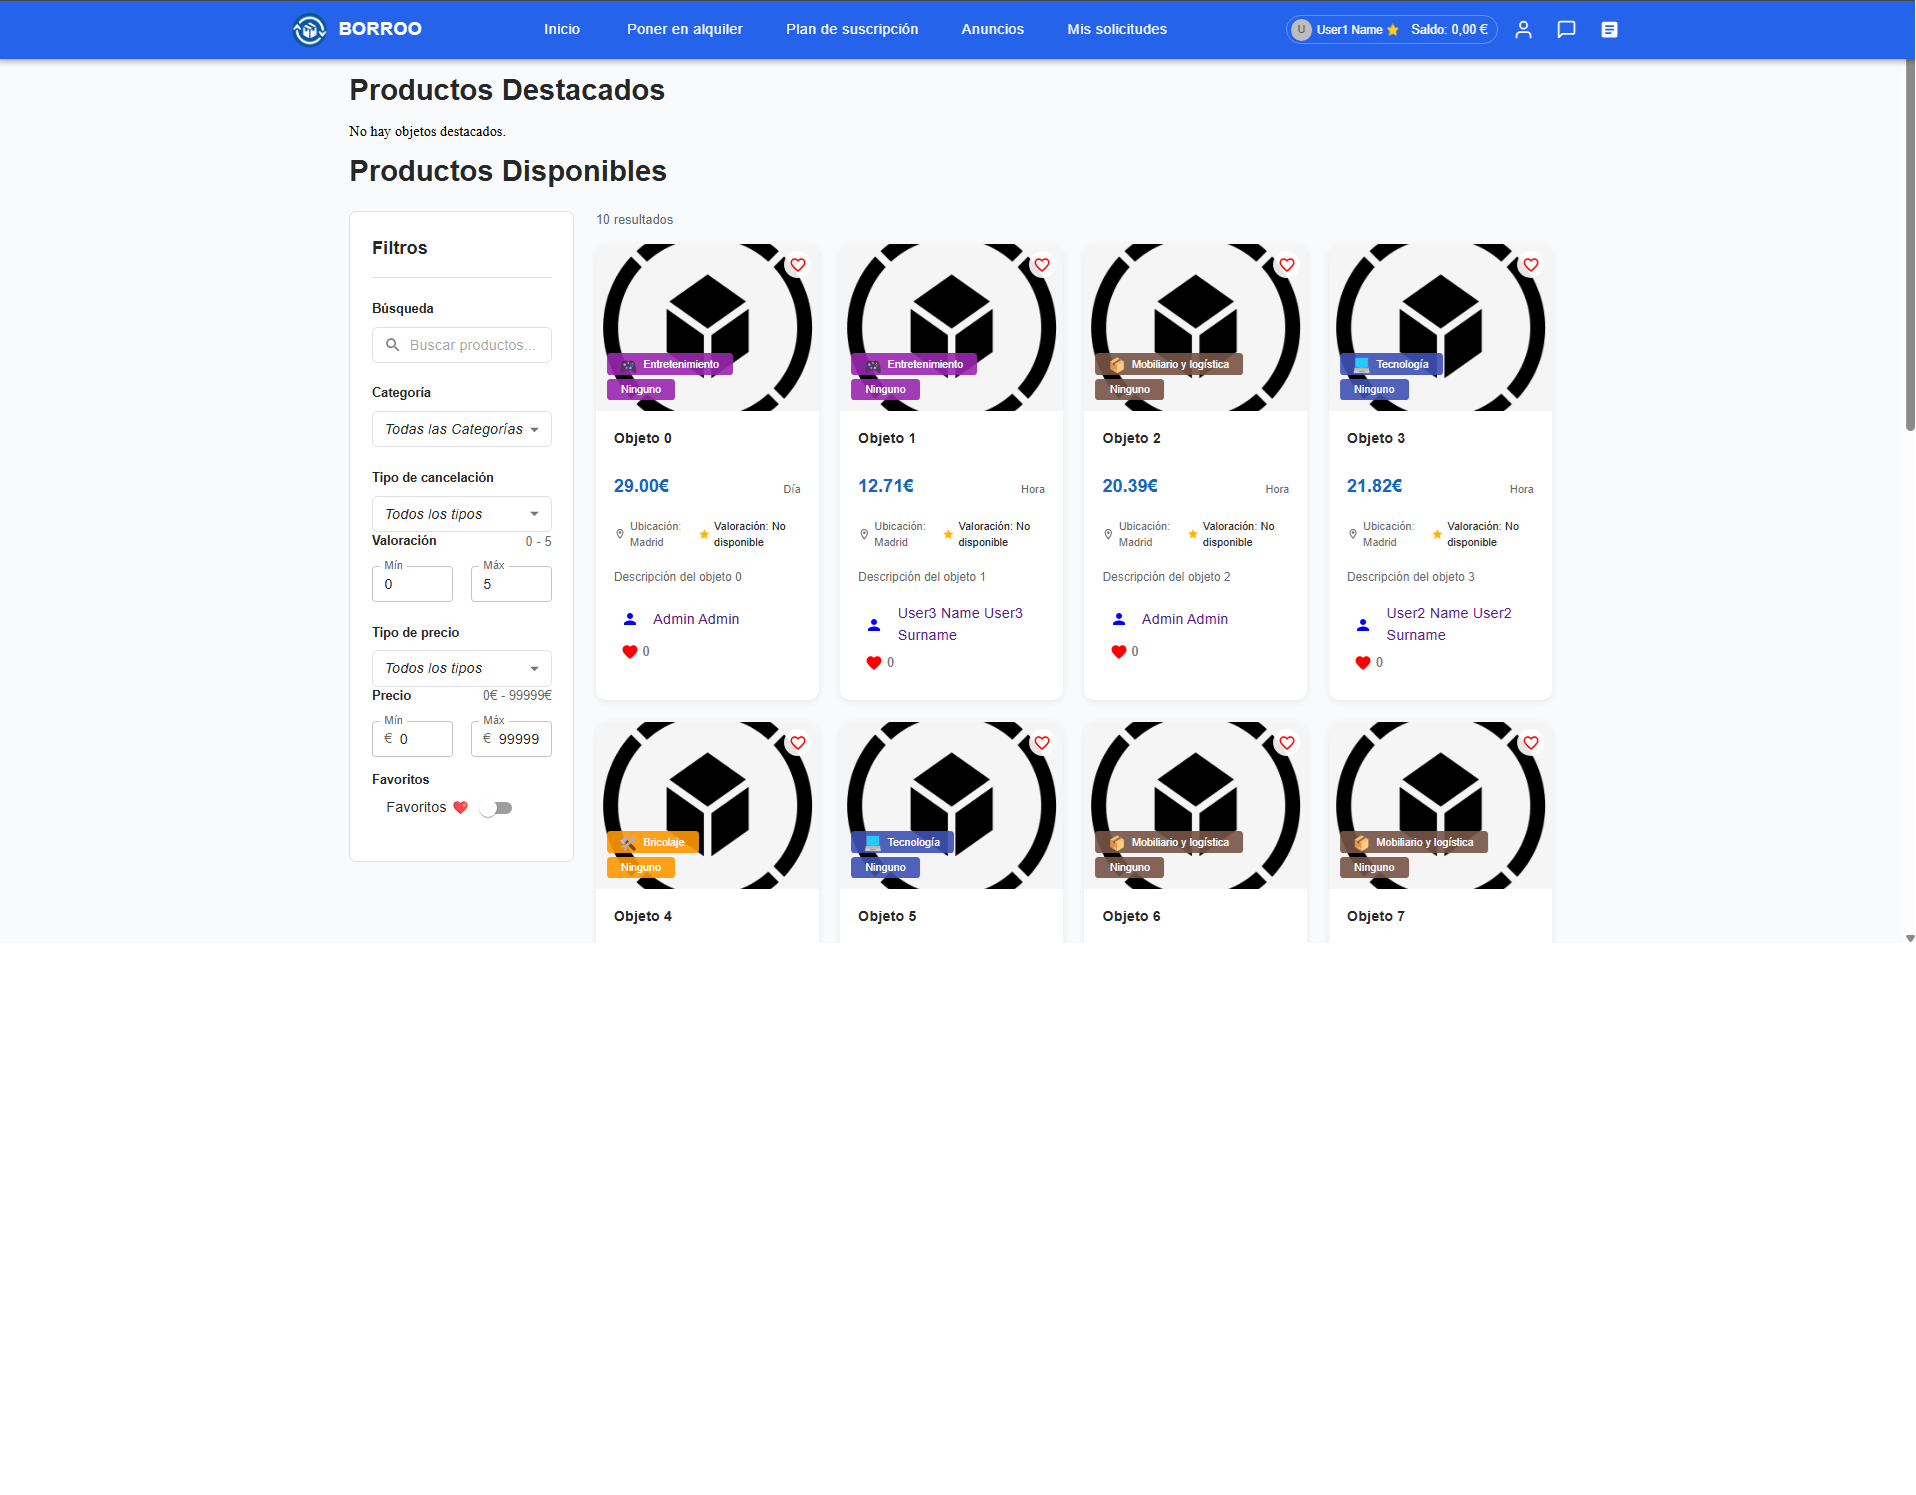 BORROO
Inicio
Poner en alquiler
Plan de suscripción
Anuncios
Mis solicitudes
U
User1 Name
Saldo: 0,00 €
Productos Destacados
No hay objetos destacados.
Productos Disponibles
Filtros
Búsqueda
Buscar productos...
Categoría
Todas las Categorías
Tipo de cancelación
Todos los tipos
Valoración
0 - 5
Mín
0
Máx
5
Tipo de precio
Todos los tipos
Precio
0€ - 99999€
Mín
€ 0
Máx
€ 99999
Favoritos
Favoritos
10 resultados
Entretenimiento
Ninguno
Objeto 0
29.00€
Día
Ubicación:
Madrid
Valoración: No
disponible
Descripción del objeto 0
Admin Admin
0
Entretenimiento
Ninguno
Objeto 1
12.71€
Hora
Ubicación:
Madrid
Valoración: No
disponible
Descripción del objeto 1
User3 Name User3
Surname
0
Mobiliario y logística
Ninguno
Objeto 2
20.39€
Hora
Ubicación:
Madrid
Valoración: No
disponible
Descripción del objeto 2
Admin Admin
0
Tecnología
Ninguno
Objeto 3
21.82€
Hora
Ubicación:
Madrid
Valoración: No
disponible
Descripción del objeto 3
User2 Name User2
Surname
0
Bricolaje
Ninguno
Objeto 4
Tecnología
Ninguno
Objeto 5
Mobiliario y logística
Ninguno
Objeto 6
Mobiliario y logística
Ninguno
Objeto 7